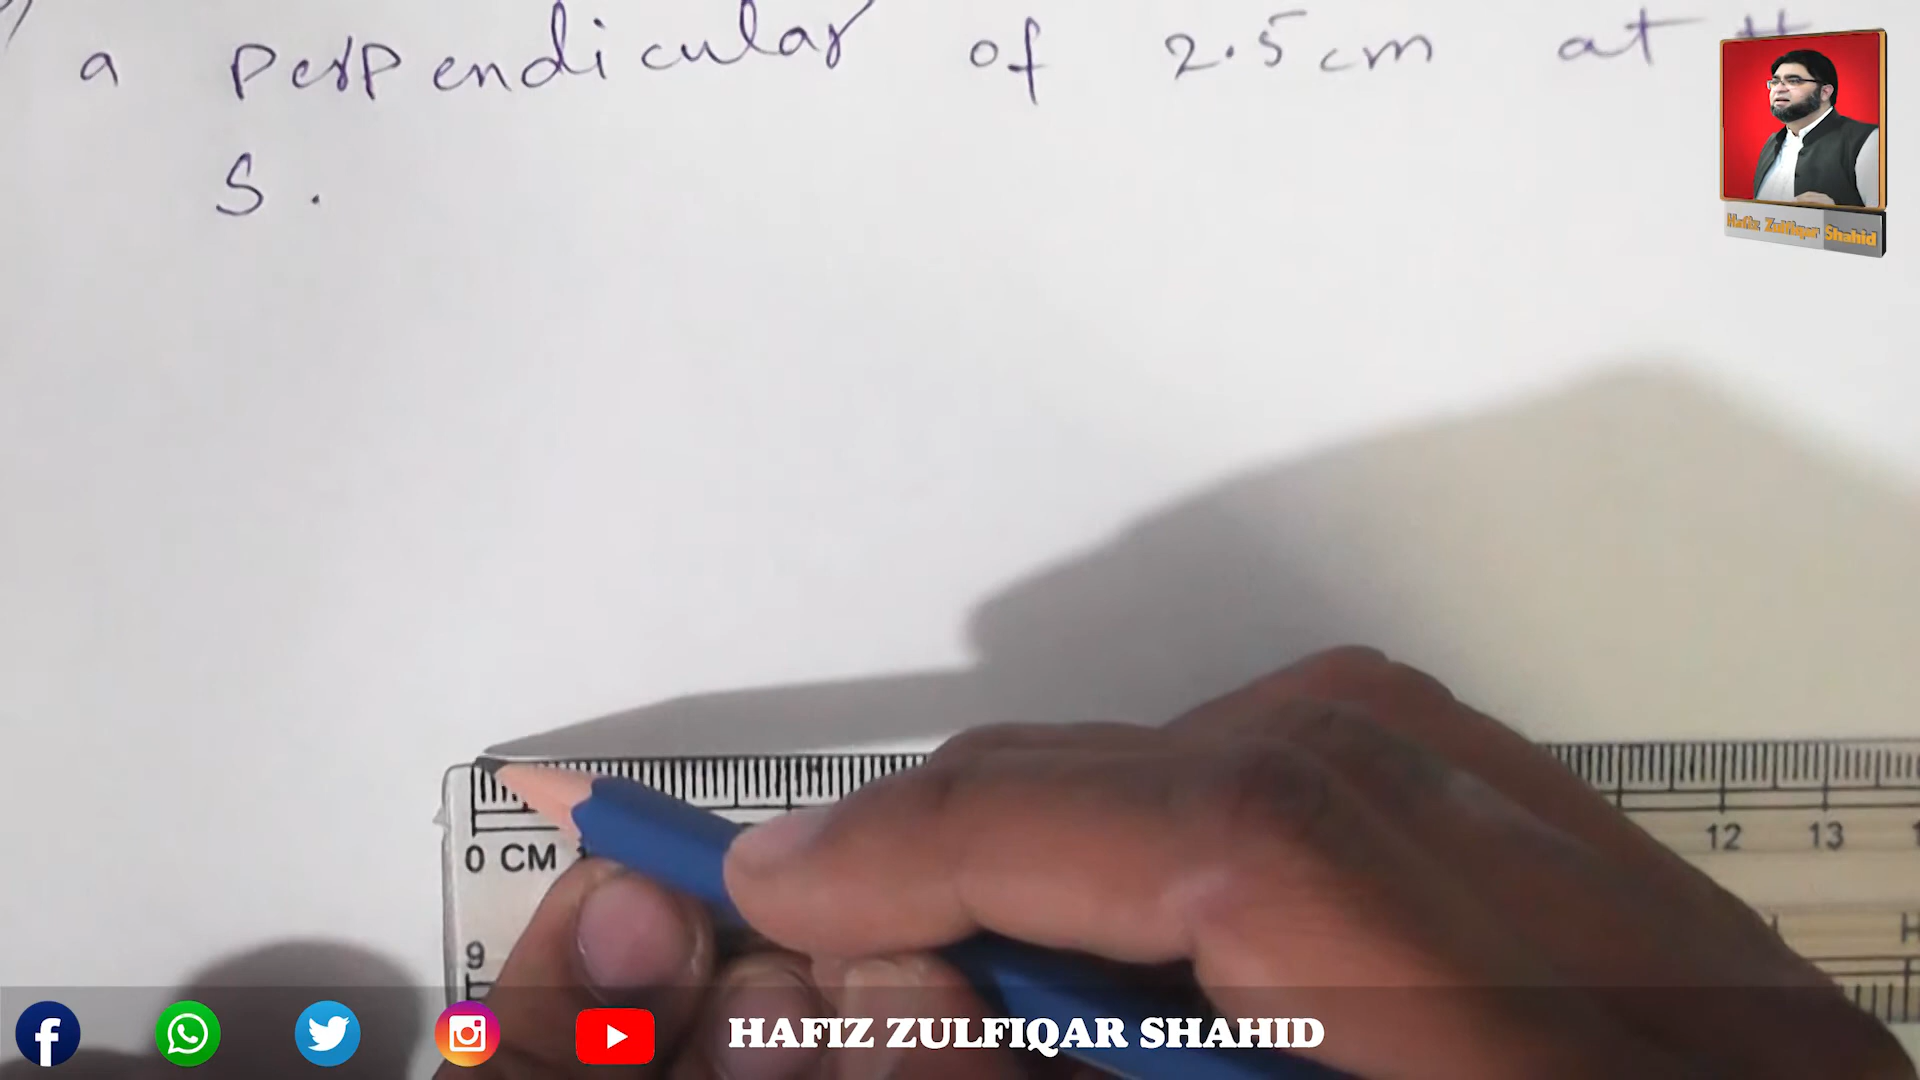 a perpendicular of 2.5cm at
S.
Hafiz Zulfiqar Shahid
12 13
0 CM
9
HAFIZ ZULFIQAR SHAHID